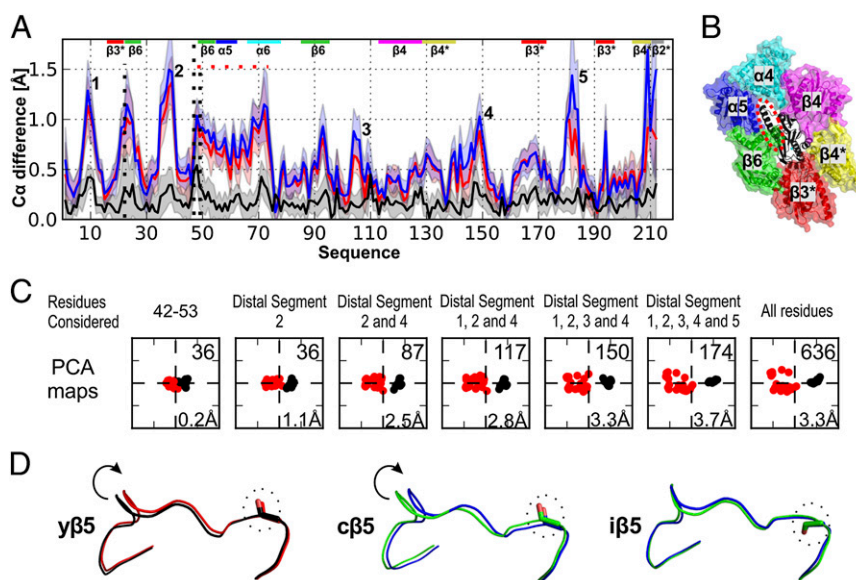 A
β3* β6 β6 α5 α6 β6 β4 β4* β3* β3* β4* β2*
Cα difference [Å]
1.5
1.0
0.5
0.0
1 2 3 4 5
10 30 50 70 90 110 130 150 170 190 210
Sequence
B
α4
α5
β4
β6
β4*
β3*
C
Residues
Considered
42-53
Distal Segment
2
Distal Segment
2 and 4
Distal Segment
1, 2 and 4
Distal Segment
1, 2, 3 and 4
Distal Segment
1, 2, 3, 4 and 5
All residues
PCA
maps
36 36 87 117 150 174 636
0.2Å 1.1Å 2.5Å 2.8Å 3.3Å 3.7Å 3.3Å
D
yβ5 cβ5 iβ5